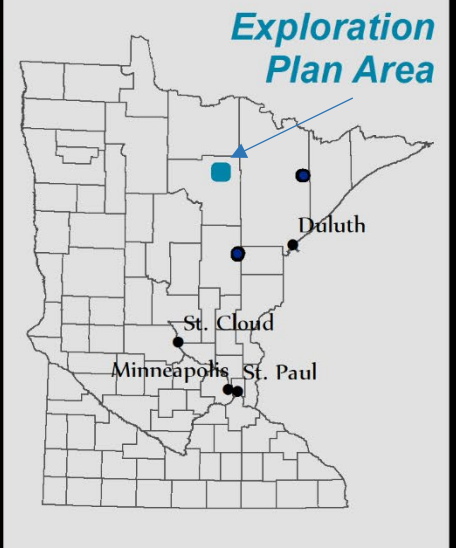 Exploration
Plan Area
Duluth
St. Cloud
Minneapolis St. Paul